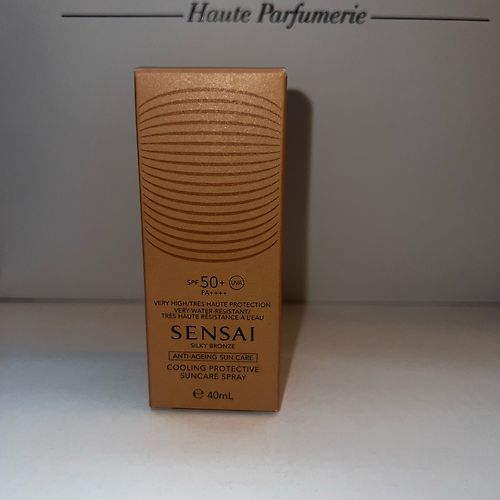 Haute Parfumerie
SPF 50+ UVA
PA++++
VERY HIGH/TRÈS HAUTE PROTECTION
VERY WATER-RESISTANT/
TRÈS HAUTE RÉSISTANCE À L'EAU
SENSAI
SILKY BRONZE
ANTI-AGEING SUN CARE
COOLING PROTECTIVE
SUNCARE SPRAY
℮ 40mL